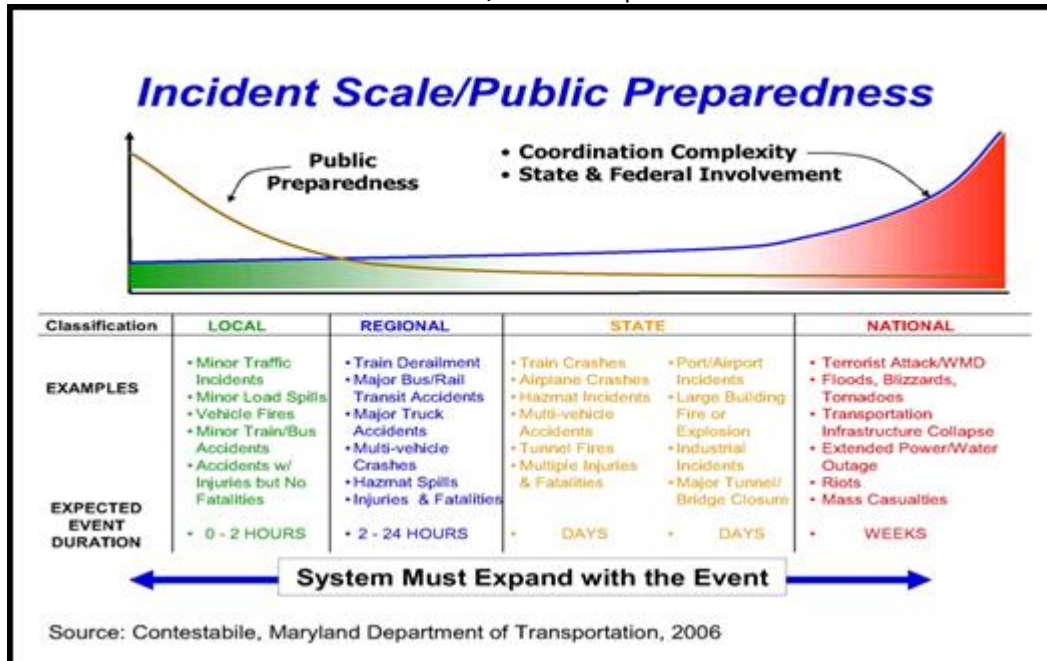 Incident Scale/Public Preparedness
Public
Preparedness
• Coordination Complexity
• State & Federal Involvement
Classification
LOCAL
REGIONAL
STATE
NATIONAL
EXAMPLES
• Minor Traffic
Incidents
• Minor Load Spills
• Vehicle Fires
• Minor Train/Bus
Accidents
• Accidents w/
Injuries but No
Fatalities
• Train Derailment
• Major Bus/Rail
Transit Accidents
• Major Truck
Accidents
• Multi-vehicle
Crashes
• Hazmat Spills
• Injuries & Fatalities
• Train Crashes
• Airplane Crashes
• Hazmat Incidents
• Multi-vehicle
Accidents
• Tunnel Fires
• Multiple Injuries
& Fatalities
• Port/Airport
Incidents
• Large Building
Fire or
Explosion
• Industrial
Incidents
• Major Tunnel/
Bridge Closure
• Terrorist Attack/WMD
• Floods, Blizzards,
Tornadoes
• Transportation
Infrastructure Collapse
• Extended Power/Water
Outage
• Riots
• Mass Casualties
EXPECTED
EVENT
DURATION
• 0 - 2 HOURS
• 2 - 24 HOURS
• DAYS
• DAYS
• WEEKS
System Must Expand with the Event
Source: Contestabile, Maryland Department of Transportation, 2006